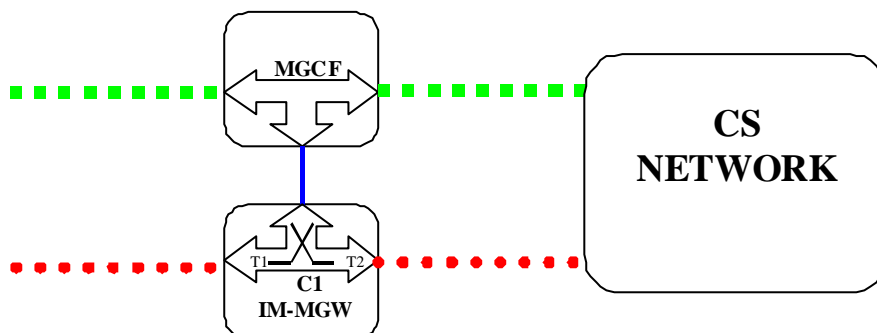 MGCF
CS
NETWORK
T1 T2
C1
IM-MGW